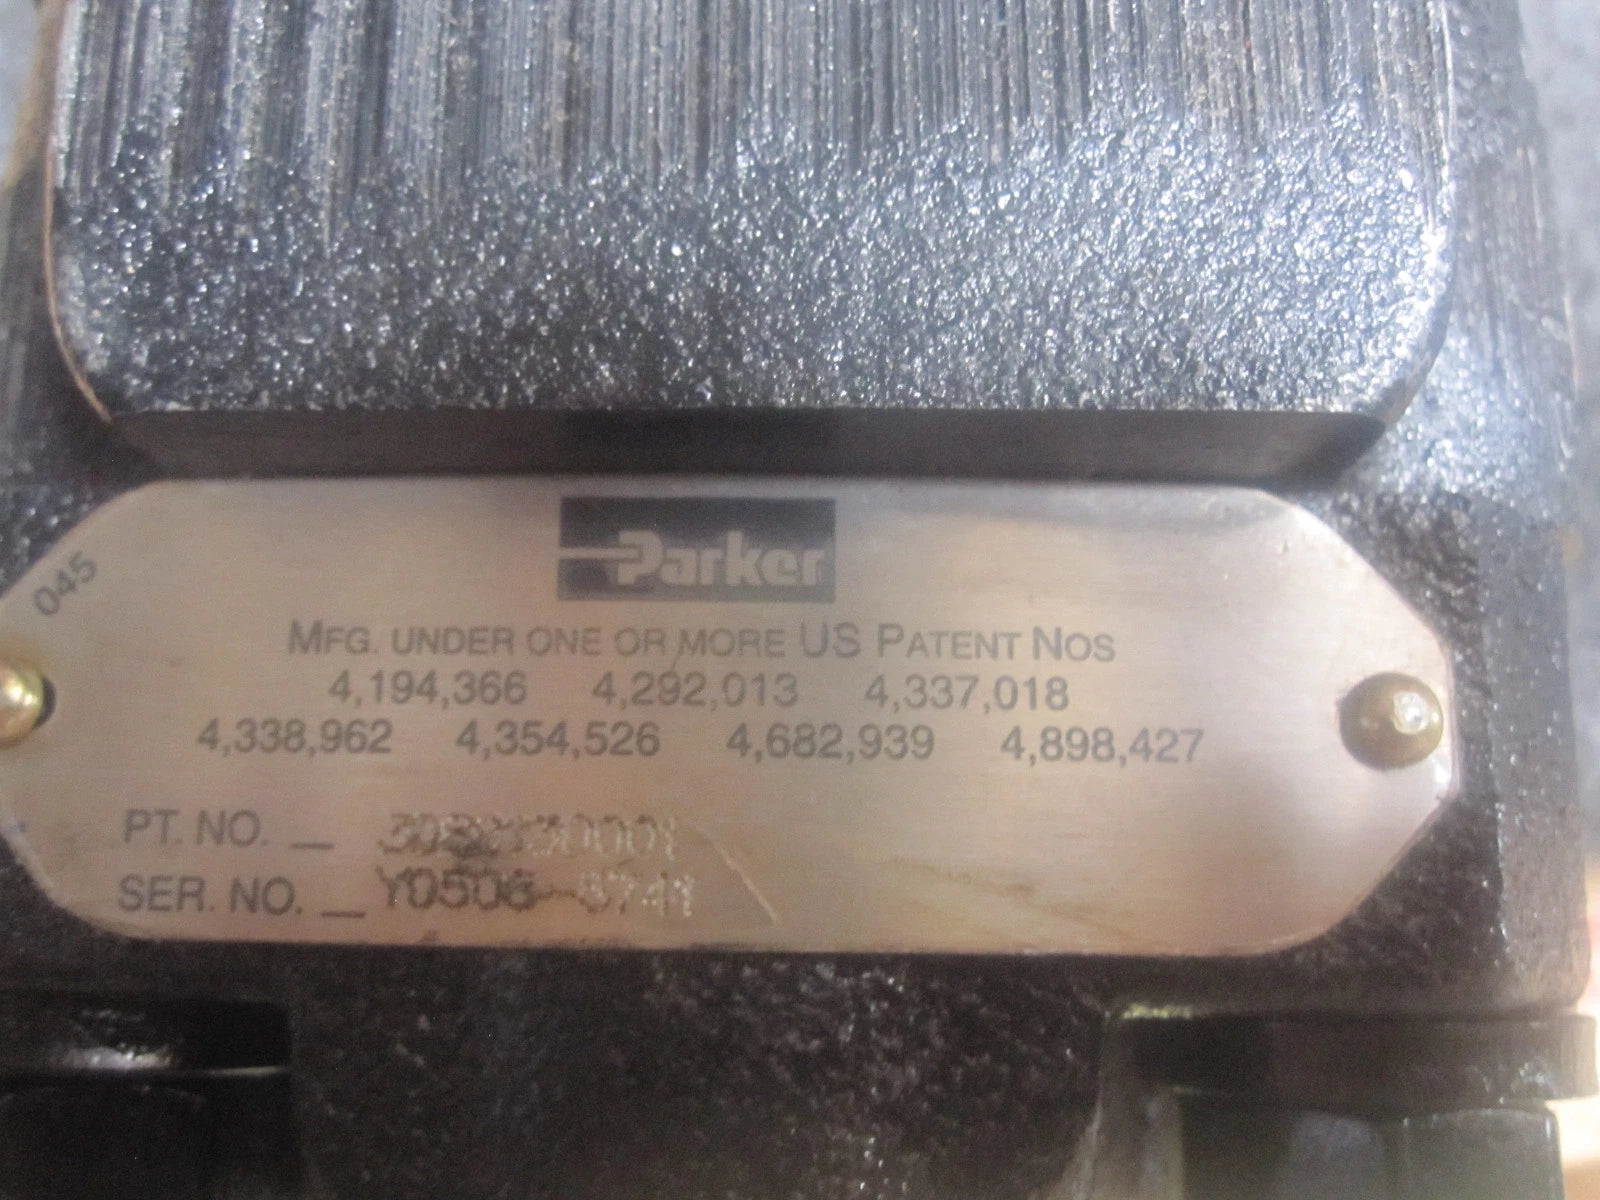 045
Parker
MFG. UNDER ONE OR MORE US PATENT NOS
4,194,366 4,292,013 4,337,018
4,338,962 4,354,526 4,682,939 4,898,427
PT. NO. _
SER. NO. _